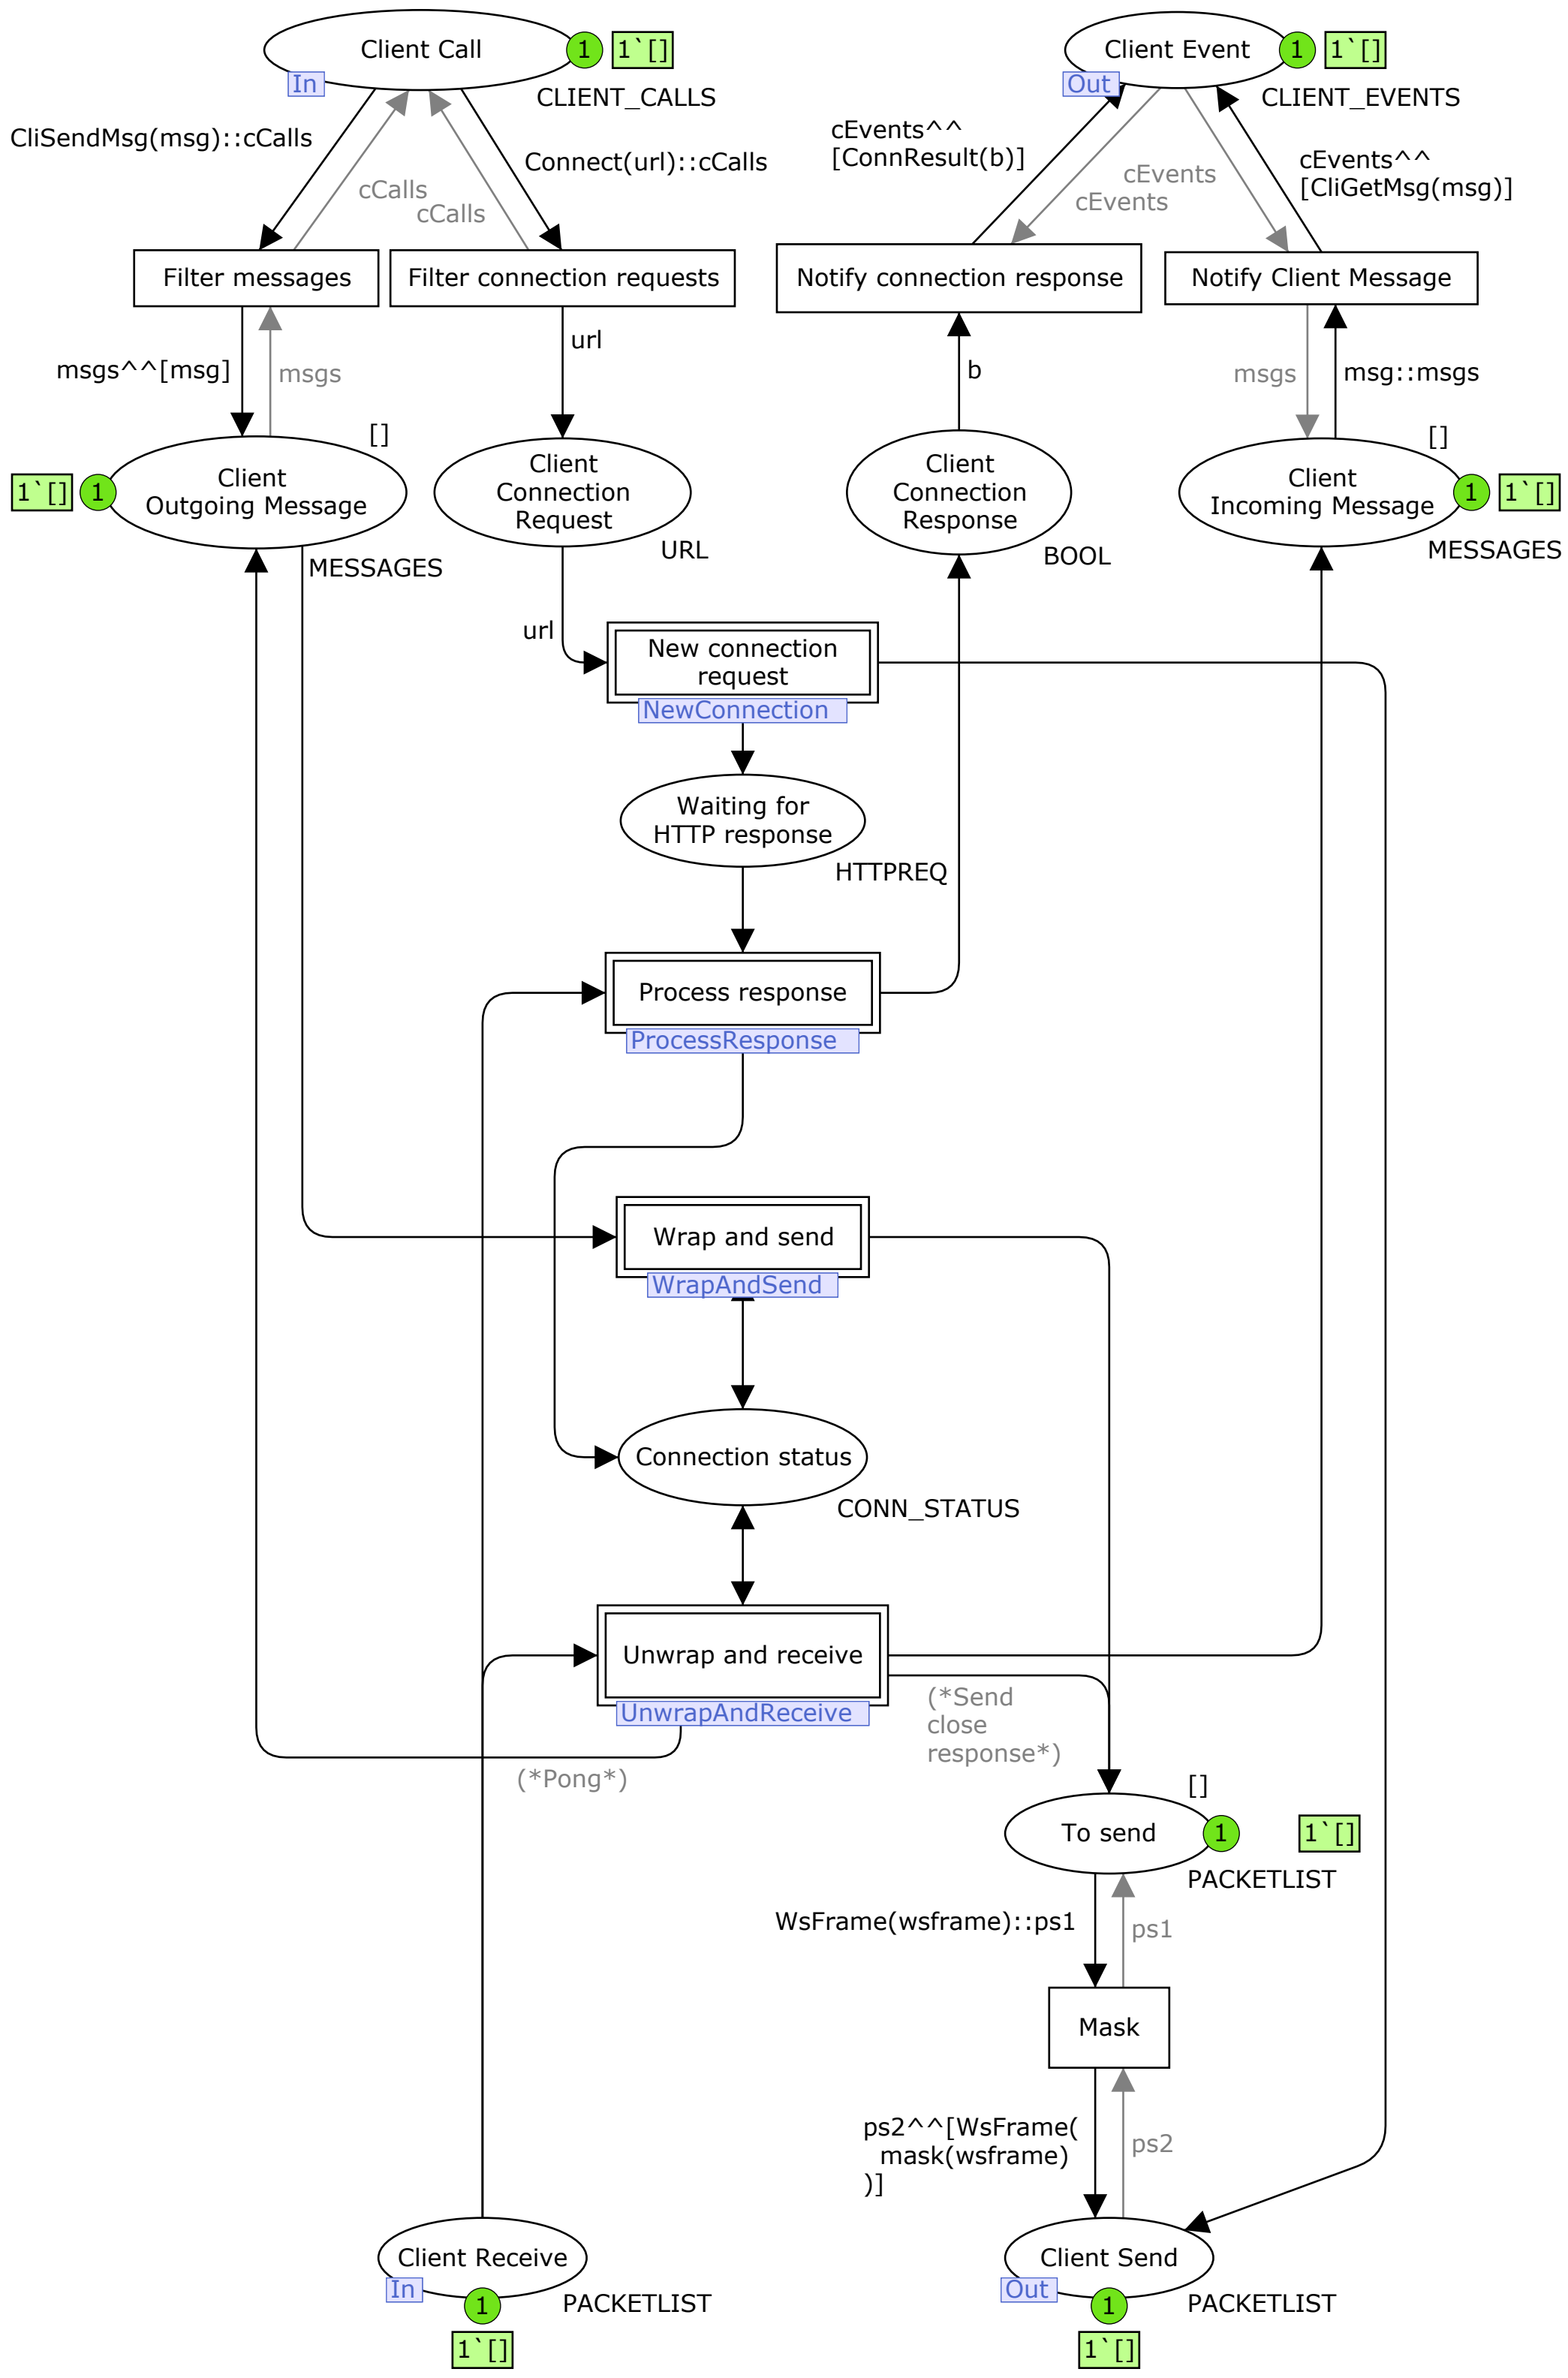 Client Call
1
1`[]
In
CLIENT_CALLS
Client Event
1
1`[]
Out
CLIENT_EVENTS
CliSendMsg(msg)::cCalls
cCalls
cCalls
Connect(url)::cCalls
cEvents^^
[ConnResult(b)]
cEvents
cEvents
cEvents^^
[CliGetMsg(msg)]
Filter messages
Filter connection requests
Notify connection response
Notify Client Message
msgs^^[msg]
msgs
url
b
msgs
msg::msgs
[]
1`[]
1
Client
Outgoing Message
MESSAGES
Client
Connection
Request
URL
Client
Connection
Response
BOOL
[]
Client
Incoming Message
1
1`[]
MESSAGES
url
New connection
request
NewConnection
Waiting for
HTTP response
HTTPREQ
Process response
ProcessResponse
Wrap and send
WrapAndSend
Connection status
CONN_STATUS
Unwrap and receive
UnwrapAndReceive
(*Send
close
response*)
(*Pong*)
[]
To send
1
1`[]
PACKETLIST
WsFrame(wsframe)::ps1
ps1
Mask
ps2^^[WsFrame(
mask(wsframe)
)]
ps2
Client Receive
In
1
PACKETLIST
1`[]
Client Send
Out
1
PACKETLIST
1`[]